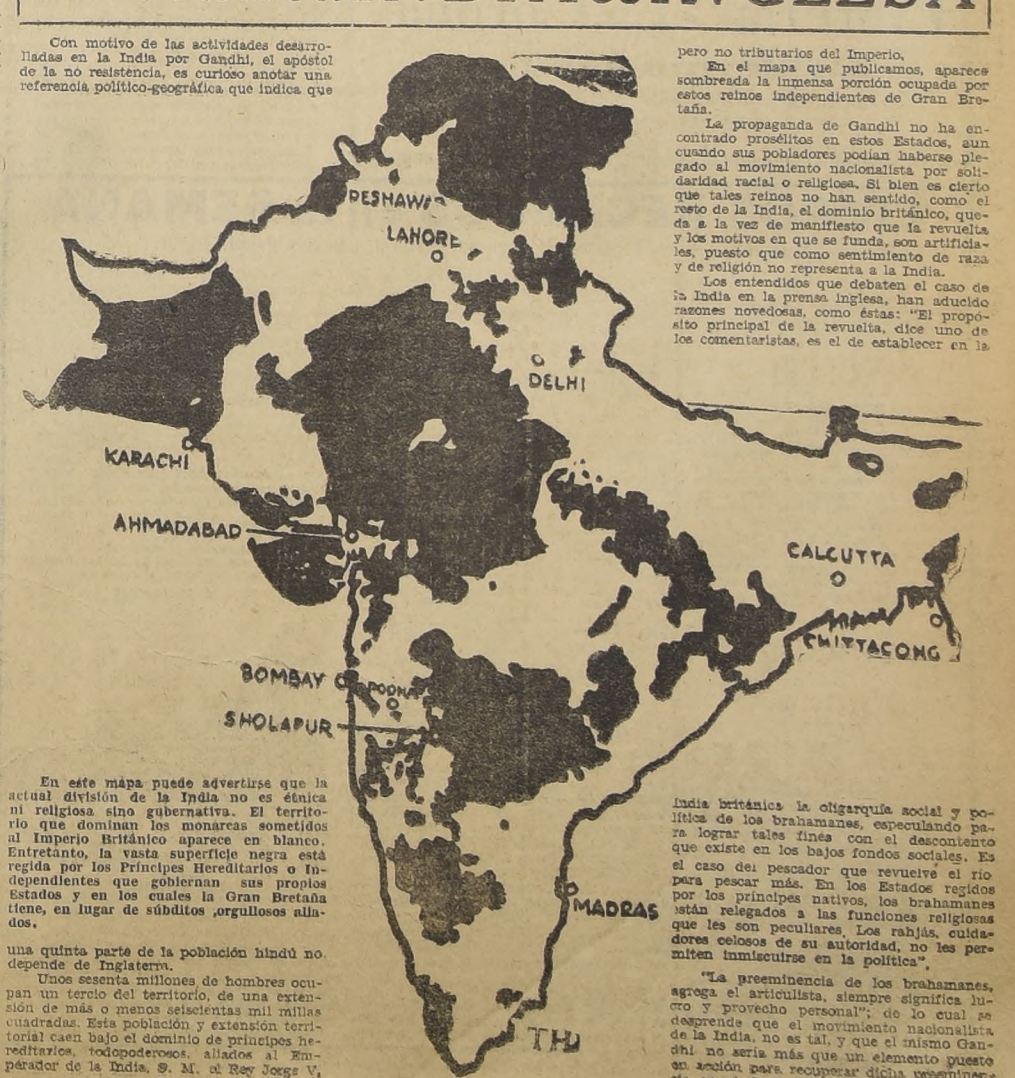 Con motivo de las actividades desarro-
lladas en la India por Gandhi, el apóstol
de la no resistencia, es curioso anotar una
referencia político-geográfica que indica que
PESHAWAR
LAHORE
DELHI
KARACHI
AHMADABAD
CALCUTTA
CHITTACONG
BOMBAY
POONA
SHOLAPUR
MADRAS
En este mapa puede advertirse que la
actual división de la India no es étnica
ni religiosa sino gubernativa. El territo-
rio que dominan los monarcas sometidos
al Imperio Británico aparece en blanco.
Entretanto, la vasta superficie negra está
regida por los Príncipes Hereditarios o In-
dependientes que gobiernan sus propios
Estados y en los cuales la Gran Bretaña
tiene, en lugar de súbditos ,orgullosos alia-
dos.
una quinta parte de la población hindú no
depende de Inglaterra.
Unos sesenta millones de hombres ocu-
pan un tercio del territorio, de una exten-
sión de más o menos seiscientas mil millas
cuadradas. Esta población y extensión terri-
torial caen bajo el dominio de príncipes he-
reditarios, todopoderosos, aliados al Em-
perador de la India, S. M. el Rey Jorge V,
pero no tributarios del Imperio,
En el mapa que publicamos, aparece
sombreada la inmensa porción ocupada por
estos reinos independientes de Gran Bre-
taña.
La propaganda de Gandhi no ha en-
contrado prosélitos en estos Estados, aun
cuando sus pobladores podían haberse ple-
gado al movimiento nacionalista por soli-
daridad racial o religiosa. Si bien es cierto
que tales reinos no han sentido, como el
resto de la India, el dominio británico, que-
da a la vez de manifiesto que la revuelta
y los motivos en que se funda, son artificia-
les, puesto que como sentimiento de raza
y de religión no representa a la India.
Los entendidos que debaten el caso de
la India en la prensa inglesa, han aducido
razones novedosas, como éstas: "El propó-
sito principal de la revuelta, dice uno de
los comentaristas, es el de establecer en la
India británica la oligarquía social y po-
lítica de los brahamanes, especulando pa-
ra lograr tales fines con el descontento
que existe en los bajos fondos sociales. Es
el caso del pescador que revuelve el río
para pescar más. En los Estados regidos
por los príncipes nativos, los brahamanes
están relegados a las funciones religiosas
que les son peculiares. Los rahjás, cuida-
dores celosos de su autoridad, no les per-
miten inmiscuirse en la política".
"La preeminencia de los brahamanes,
agrega el articulista, siempre significa lu-
cro y provecho personal"; de lo cual se
desprende que el movimiento nacionalista
de la India, no es tal, y que el mismo Gan-
dhi no sería más que un elemento puesto
en acción para recuperar dicha preeminen-